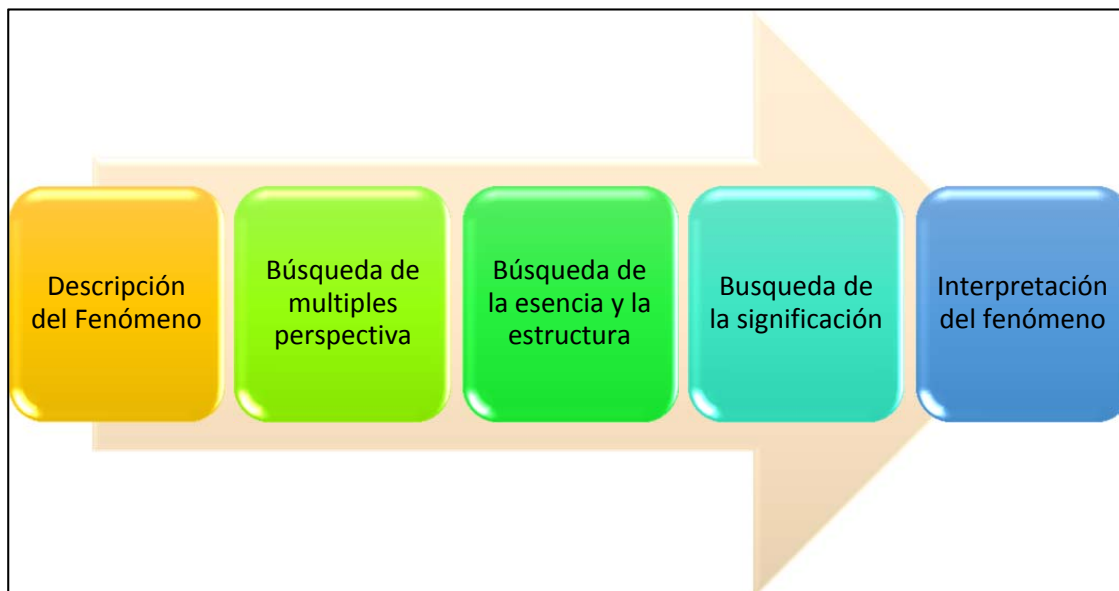 Descripción
del Fenómeno
Búsqueda de
multiples
perspectiva
Búsqueda de
la esencia y la
estructura
Busqueda de
la significación
Interpretación
del fenómeno